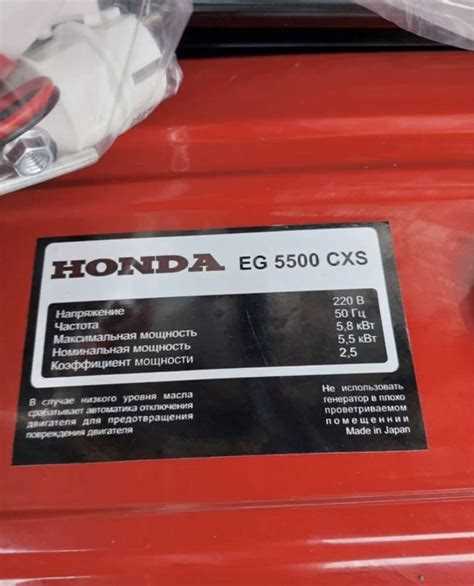 HONDA EG 5500 CXS
Напряжение 220 В
Частота 50 Гц
Максимальная мощность 5,8 кВт
Номинальная мощность 5,5 кВт
Коэффициент мощности 2,5
В случае низкого уровня масла
срабатывает автоматика отключения
двигателя для предотвращения
повреждения двигателя
Не использовать
генератор в плохо
проветриваемом
помещении
Made in Japan